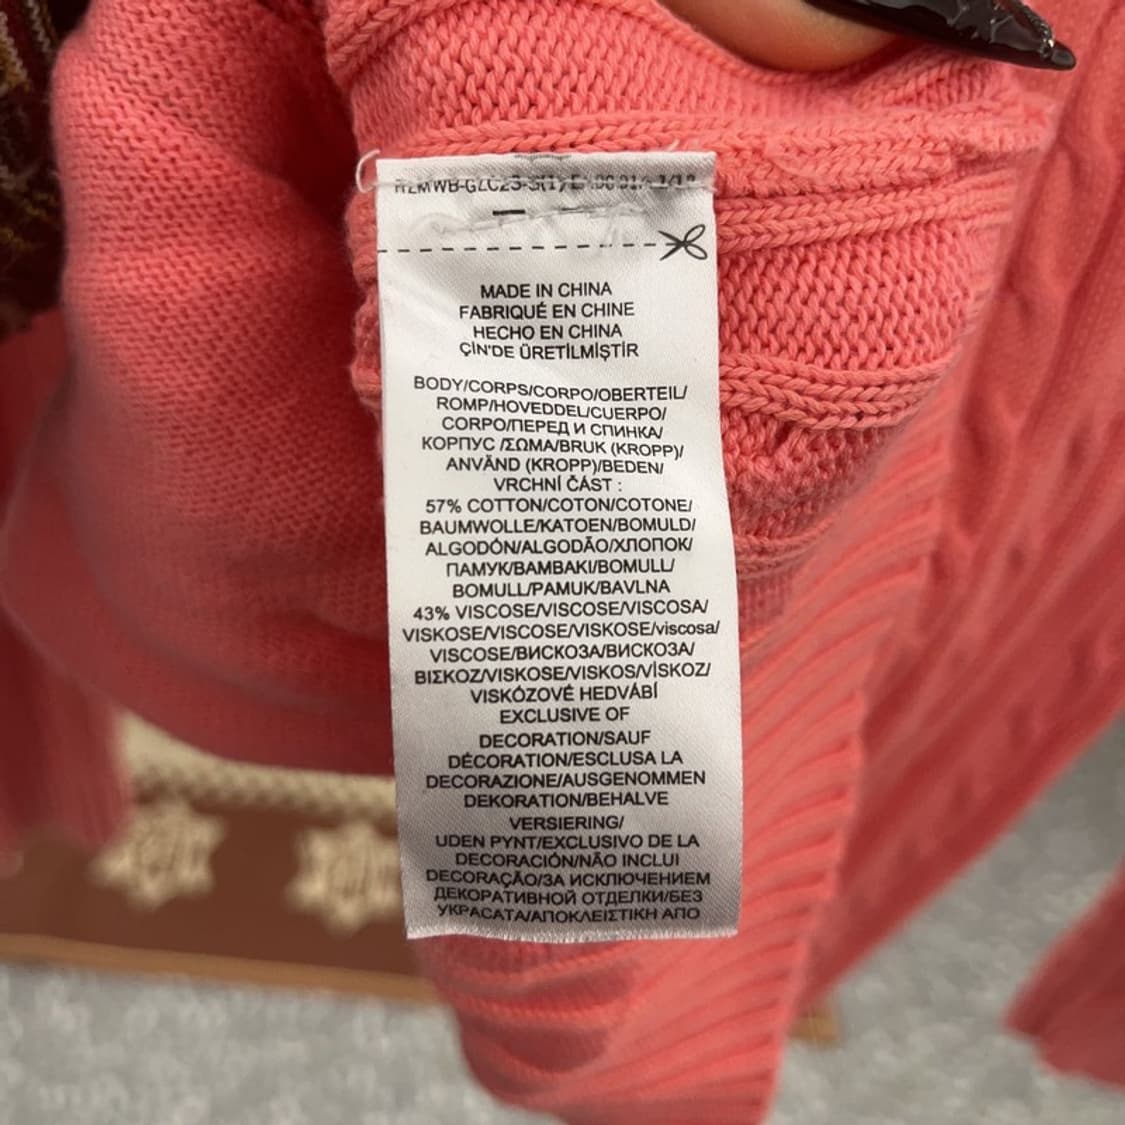 MADE IN CHINA
FABRIQUÉ EN CHINE
HECHO EN CHINA
ÇİN'DE ÜRETİLMİŞTİR
BODY/CORPS/CORPO/OBERTEIL/
ROMP/HOVEDDEL/CUERPO/
CORPO/ПЕРЕД И СПИНКА/
КОРПУС /ΣΩΜΑ/BRUK (KROPP)/
ANVÄND (KROPP)/BEDEN/
VRCHNÍ ČÁST :
57% COTTON/COTON/COTONE/
BAUMWOLLE/KATOEN/BOMULD/
ALGODÓN/ALGODÃO/ХЛОПОК/
ПАМУК/ΒΑΜΒΑΚΙ/BOMULL/
BOMULL/PAMUK/BAVLNA
43% VISCOSE/VISCOSE/VISCOSA/
VISKOSE/VISCOSE/VISKOSE/viscosa/
VISCOSE/ВИСКОЗА/ВИСКОЗА/
ΒΙΣΚΟΖ/VISKOSE/VISKOS/VİSKOZ/
VISKÓZOVÉ HEDVÁBÍ
EXCLUSIVE OF
DECORATION/SAUF
DÉCORATION/ESCLUSA LA
DECORAZIONE/AUSGENOMMEN
DEKORATION/BEHALVE
VERSIERING/
UDEN PYNT/EXCLUSIVO DE LA
DECORACIÓN/NÃO INCLUI
DECORAÇÃO/ЗА ИСКЛЮЧЕНИЕМ
ДЕКОРАТИВНОЙ ОТДЕЛКИ/БЕЗ
УКРАСАТА/ΑΠΟΚΛΕΙΣΤΙΚΗ ΑΠΟ